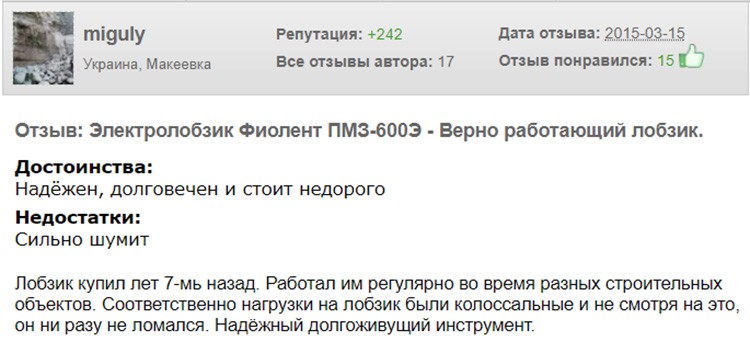 miguly
Репутация: +242
Дата отзыва: 2015-03-15
Украина, Макеевка
Все отзывы автора: 17
Отзыв понравился: 15
Отзыв: Электролобзик Фиолент ПМЗ-600Э - Верно работающий лобзик.
Достоинства:
Надёжен, долговечен и стоит недорого
Недостатки:
Сильно шумит
Лобзик купил лет 7-мь назад. Работал им регулярно во время разных строительных
объектов. Соответственно нагрузки на лобзик были колоссальные и не смотря на это,
он ни разу не ломался. Надёжный долгоживущий инструмент.